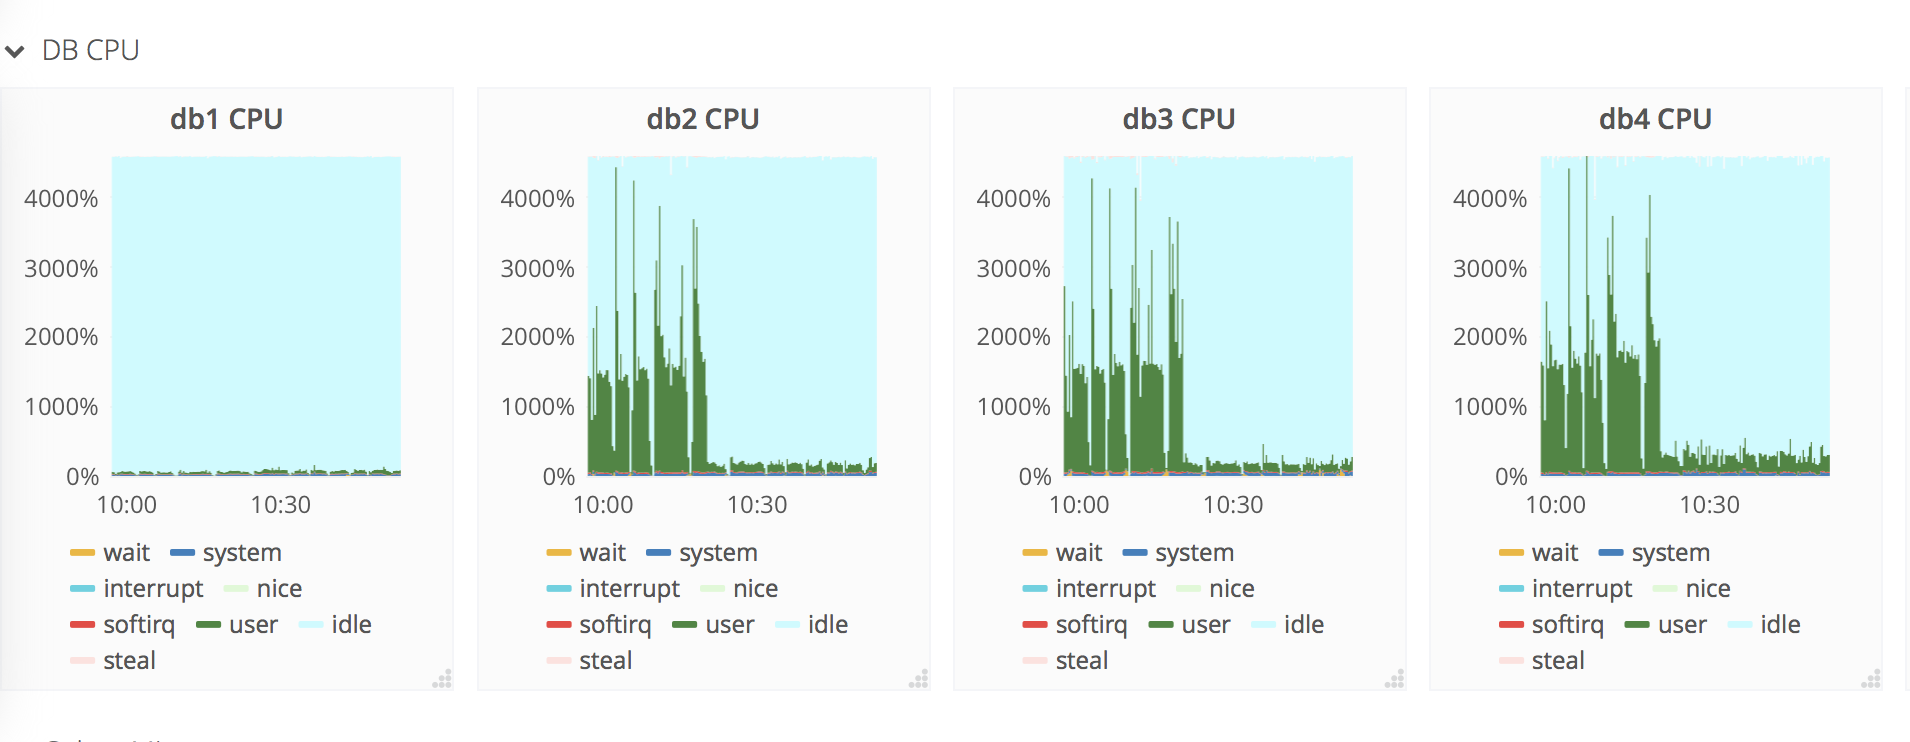 DB CPU
db1 CPU
4000%
3000%
2000%
1000%
0%
10:00 10:30
wait system
interrupt nice
softirq user idle
steal
db2 CPU
4000%
3000%
2000%
1000%
0%
10:00 10:30
wait system
interrupt nice
softirq user idle
steal
db3 CPU
4000%
3000%
2000%
1000%
0%
10:00 10:30
wait system
interrupt nice
softirq user idle
steal
db4 CPU
4000%
3000%
2000%
1000%
0%
10:00 10:30
wait system
interrupt nice
softirq user idle
steal